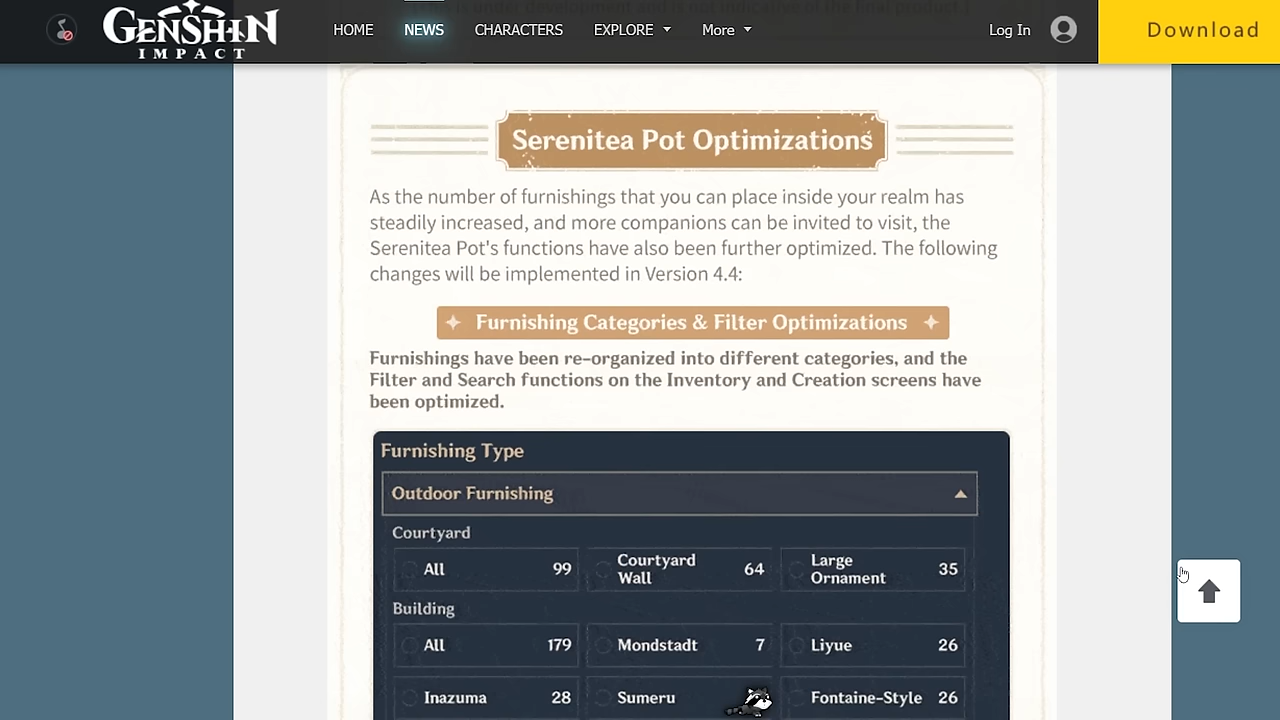 GENSHIN
IMPACT
HOME
NEWS
CHARACTERS
EXPLORE
More
Log In
Download
Serenitea Pot Optimizations
As the number of furnishings that you can place inside your realm has
steadily increased, and more companions can be invited to visit, the
Serenitea Pot's functions have also been further optimized. The following
changes will be implemented in Version 4.4:
Furnishing Categories & Filter Optimizations
Furnishings have been re-organized into different categories, and the
Filter and Search functions on the Inventory and Creation screens have
been optimized.
Furnishing Type
Outdoor Furnishing
Courtyard
All 99
Courtyard
Wall 64
Large
Ornament 35
Building
All 179
Mondstadt 7
Liyue 26
Inazuma 28
Sumeru
Fontaine-Style 26